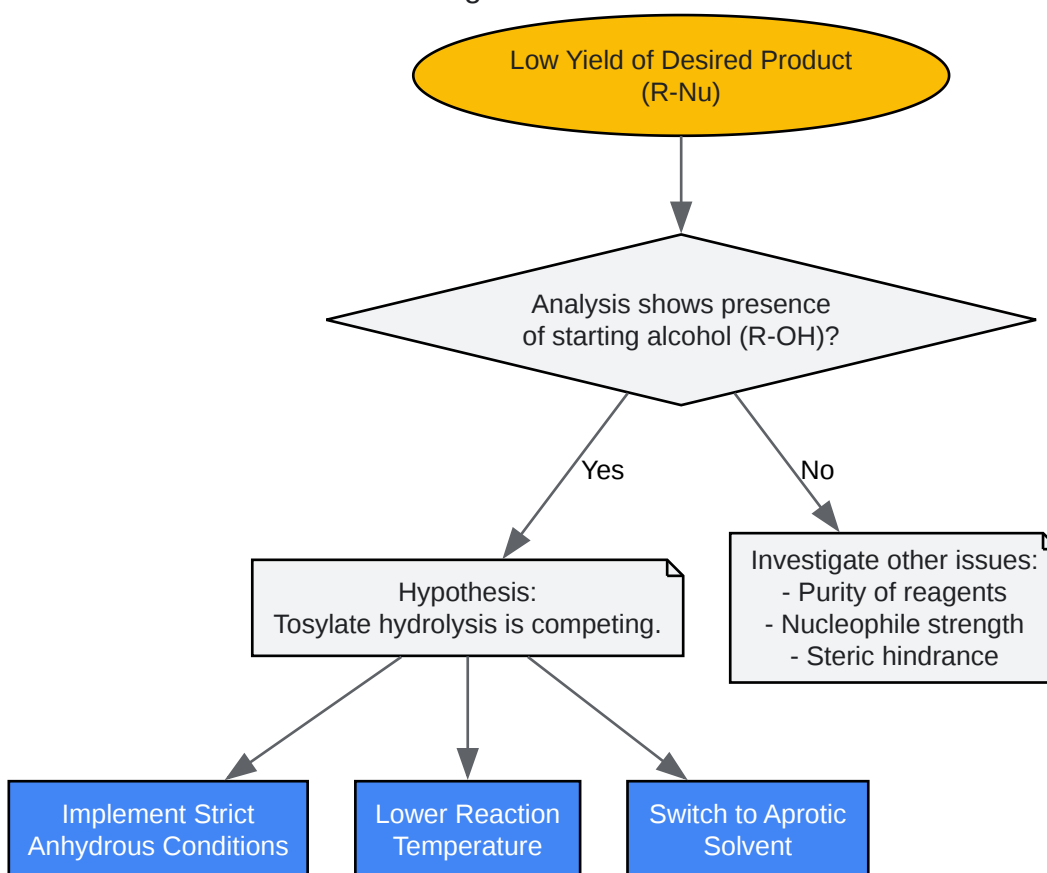 Low Yield of Desired Product
(R-Nu)
Analysis shows presence
of starting alcohol (R-OH)?
Yes
No
Hypothesis:
Tosylate hydrolysis is competing.
Investigate other issues:
- Purity of reagents
- Nucleophile strength
- Steric hindrance
Implement Strict
Anhydrous Conditions
Lower Reaction
Temperature
Switch to Aprotic
Solvent